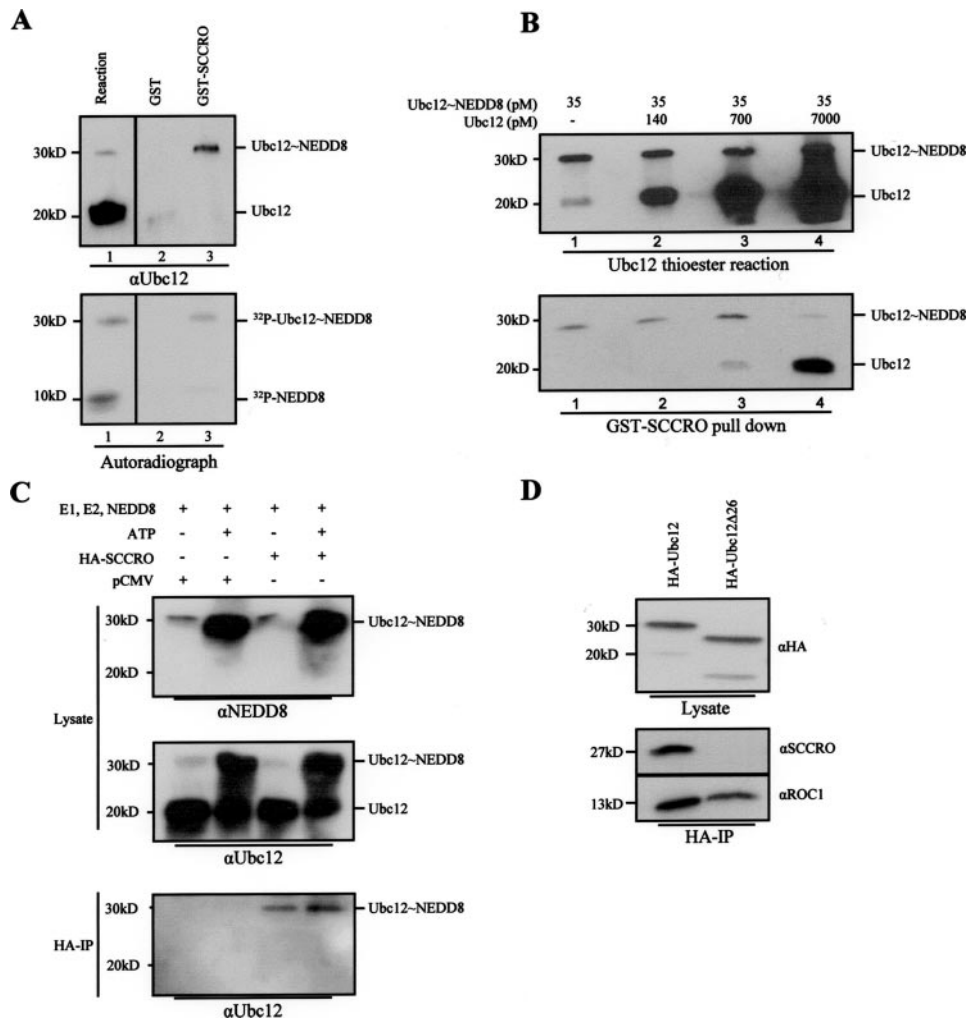 A
Reaction
GST
GST-SCCRO
30kD
Ubc12~NEDD8
20kD
Ubc12
1 2 3
αUbc12
30kD
³²P-Ubc12~NEDD8
10kD
³²P-NEDD8
1 2 3
Autoradiograph
B
Ubc12~NEDD8 (pM) 35 35 35 35
Ubc12 (pM) - 140 700 7000
30kD
Ubc12~NEDD8
20kD
Ubc12
1 2 3 4
Ubc12 thioester reaction
30kD
Ubc12~NEDD8
20kD
Ubc12
1 2 3 4
GST-SCCRO pull down
C
E1, E2, NEDD8 + + + +
ATP - + - +
HA-SCCRO - - + +
pCMV + + - -
Lysate
30kD
Ubc12~NEDD8
20kD
αNEDD8
30kD
Ubc12~NEDD8
20kD
Ubc12
αUbc12
HA-IP
30kD
Ubc12~NEDD8
20kD
αUbc12
D
HA-Ubc12
HA-Ubc12Δ26
30kD
20kD
αHA
Lysate
27kD
αSCCRO
13kD
αROC1
HA-IP